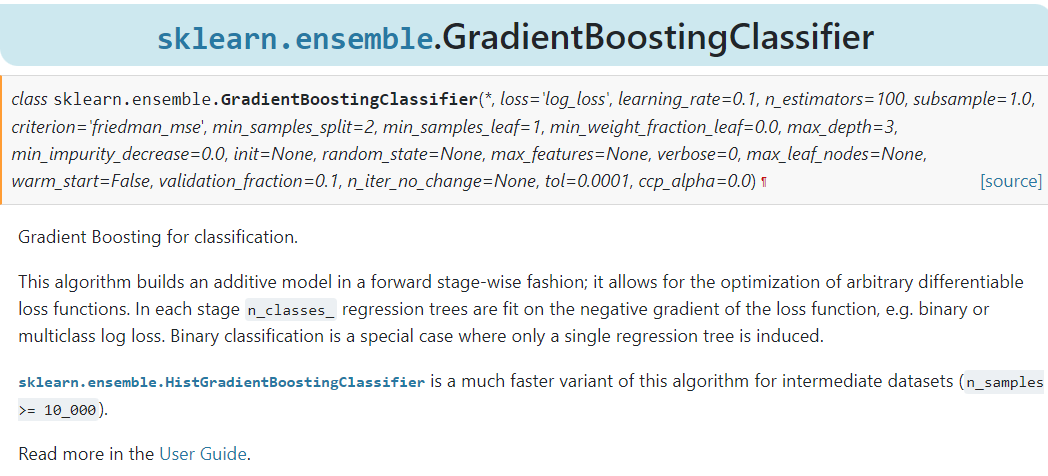 sklearn.ensemble.GradientBoostingClassifier
class sklearn.ensemble.GradientBoostingClassifier(*, loss='log_loss', learning_rate=0.1, n_estimators=100, subsample=1.0,
criterion='friedman_mse', min_samples_split=2, min_samples_leaf=1, min_weight_fraction_leaf=0.0, max_depth=3,
min_impurity_decrease=0.0, init=None, random_state=None, max_features=None, verbose=0, max_leaf_nodes=None,
warm_start=False, validation_fraction=0.1, n_iter_no_change=None, tol=0.0001, ccp_alpha=0.0) ¶ [source]
Gradient Boosting for classification.
This algorithm builds an additive model in a forward stage-wise fashion; it allows for the optimization of arbitrary differentiable
loss functions. In each stage n_classes_ regression trees are fit on the negative gradient of the loss function, e.g. binary or
multiclass log loss. Binary classification is a special case where only a single regression tree is induced.
sklearn.ensemble.HistGradientBoostingClassifier is a much faster variant of this algorithm for intermediate datasets (n_samples
>= 10_000).
Read more in the User Guide.